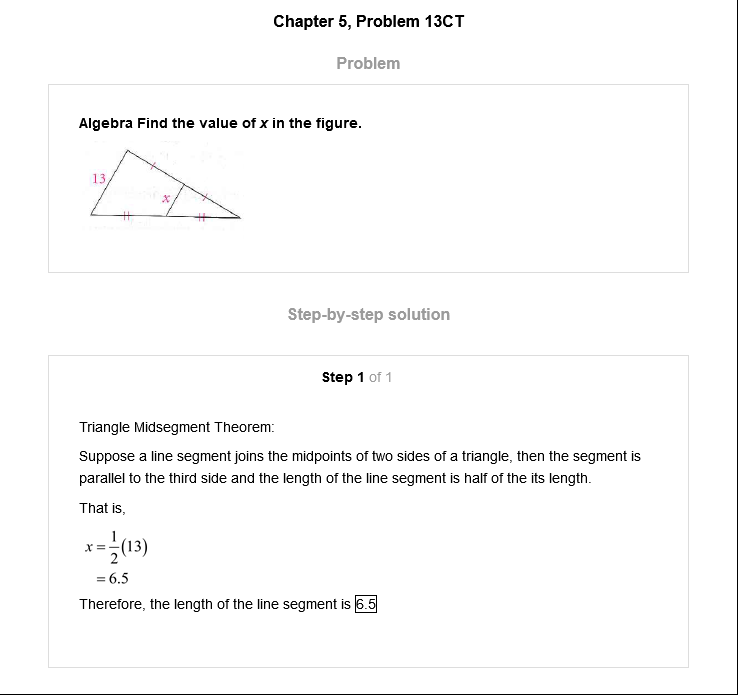 Chapter 5, Problem 13CT
Problem
Algebra Find the value of x in the figure.
13
x
Step-by-step solution
Step 1 of 1
Triangle Midsegment Theorem:
Suppose a line segment joins the midpoints of two sides of a triangle, then the segment is
parallel to the third side and the length of the line segment is half of the its length.
That is,
x = 1/2 (13)
= 6.5
Therefore, the length of the line segment is 6.5